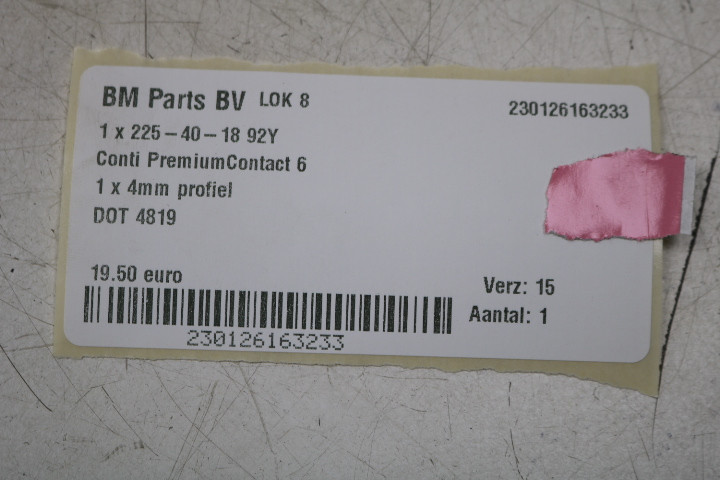 BM Parts BV LOK 8
230126163233
1 x 225-40-18 92Y
Conti PremiumContact 6
1 x 4mm profiel
DOT 4819
19.50 euro
Verz: 15
Aantal: 1
230126163233